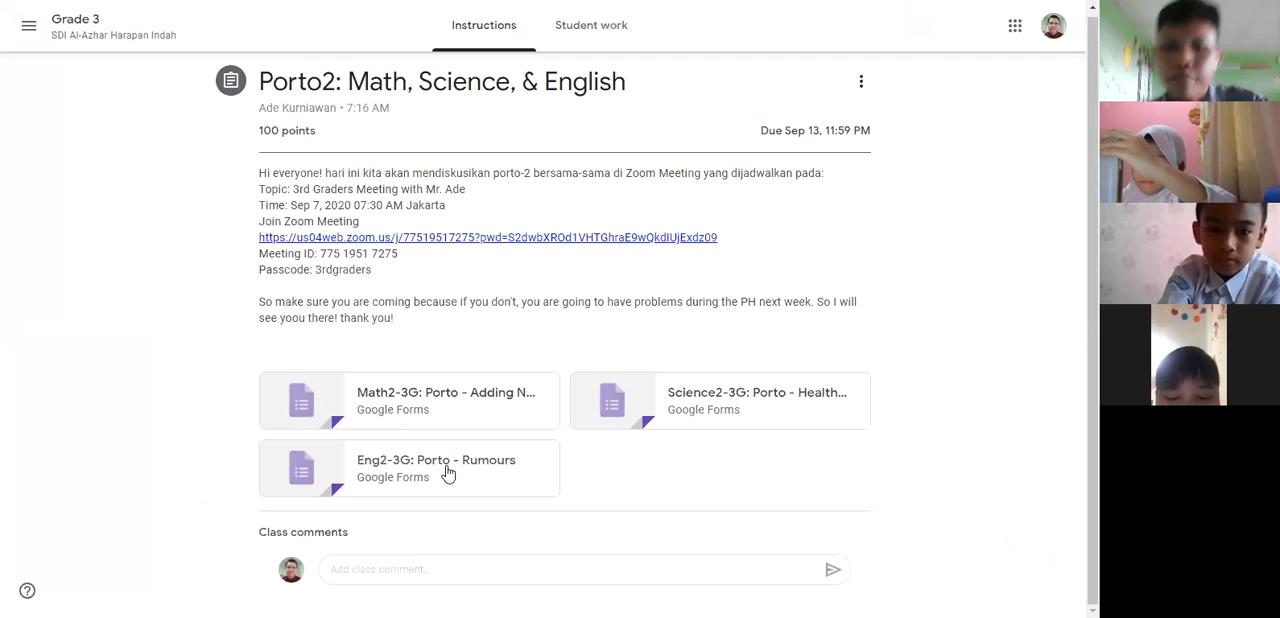 Grade 3
SDI Al-Azhar Harapan Indah
Instructions
Student work
Porto2: Math, Science, & English
Ade Kurniawan • 7:16 AM
100 points
Due Sep 13, 11:59 PM
Hi everyone! hari ini kita akan mendiskusikan porto-2 bersama-sama di Zoom Meeting yang dijadwalkan pada:
Topic: 3rd Graders Meeting with Mr. Ade
Time: Sep 7, 2020 07:30 AM Jakarta
Join Zoom Meeting
https://us04web.zoom.us/j/77519517275?pwd=S2dwbXROd1VHTGhraE9wQkdIUjExdz09
Meeting ID: 775 1951 7275
Passcode: 3rdgraders
So make sure you are coming because if you don't, you are going to have problems during the PH next week. So I will
see yoou there! thank you!
Math2-3G: Porto - Adding N...
Google Forms
Science2-3G: Porto - Health...
Google Forms
Eng2-3G: Porto - Rumours
Google Forms
Class comments
Add class comment...